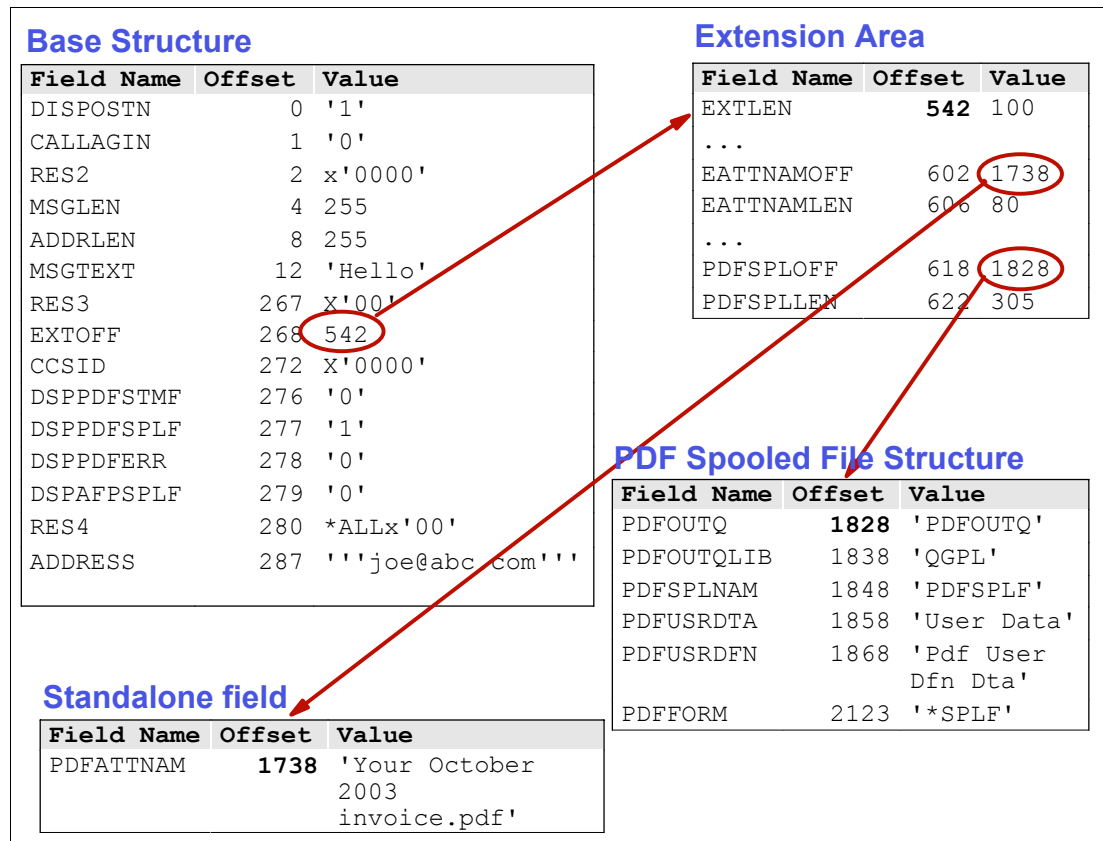 Base Structure
Field Name Offset Value
DISPOSTN 0 '1'
CALLAGIN 1 '0'
RES2 2 x'0000'
MSGLEN 4 255
ADDRLEN 8 255
MSGTEXT 12 'Hello'
RES3 267 X'00'
EXTOFF 268 542
CCSID 272 X'0000'
DSPPDFSTMF 276 '0'
DSPPDFSPLF 277 '1'
DSPPDFERR 278 '0'
DSPAFPSPLF 279 '0'
RES4 280 *ALLx'00'
ADDRESS 287 '''joe@abc.com'''
Extension Area
Field Name Offset Value
EXTLEN 542 100
...
EATTNAMOFF 602 1738
EATTNAMLEN 606 80
...
PDFSPLOFF 618 1828
PDFSPLLEN 622 305
PDF Spooled File Structure
Field Name Offset Value
PDFOUTQ 1828 'PDFOUTQ'
PDFOUTQLIB 1838 'QGPL'
PDFSPLNAM 1848 'PDFSPLF'
PDFUSRDTA 1858 'User Data'
PDFUSRDFN 1868 'Pdf User
Dfn Dta'
PDFFORM 2123 '*SPLF'
Standalone field
Field Name Offset Value
PDFATTNAM 1738 'Your October
2003
invoice.pdf'